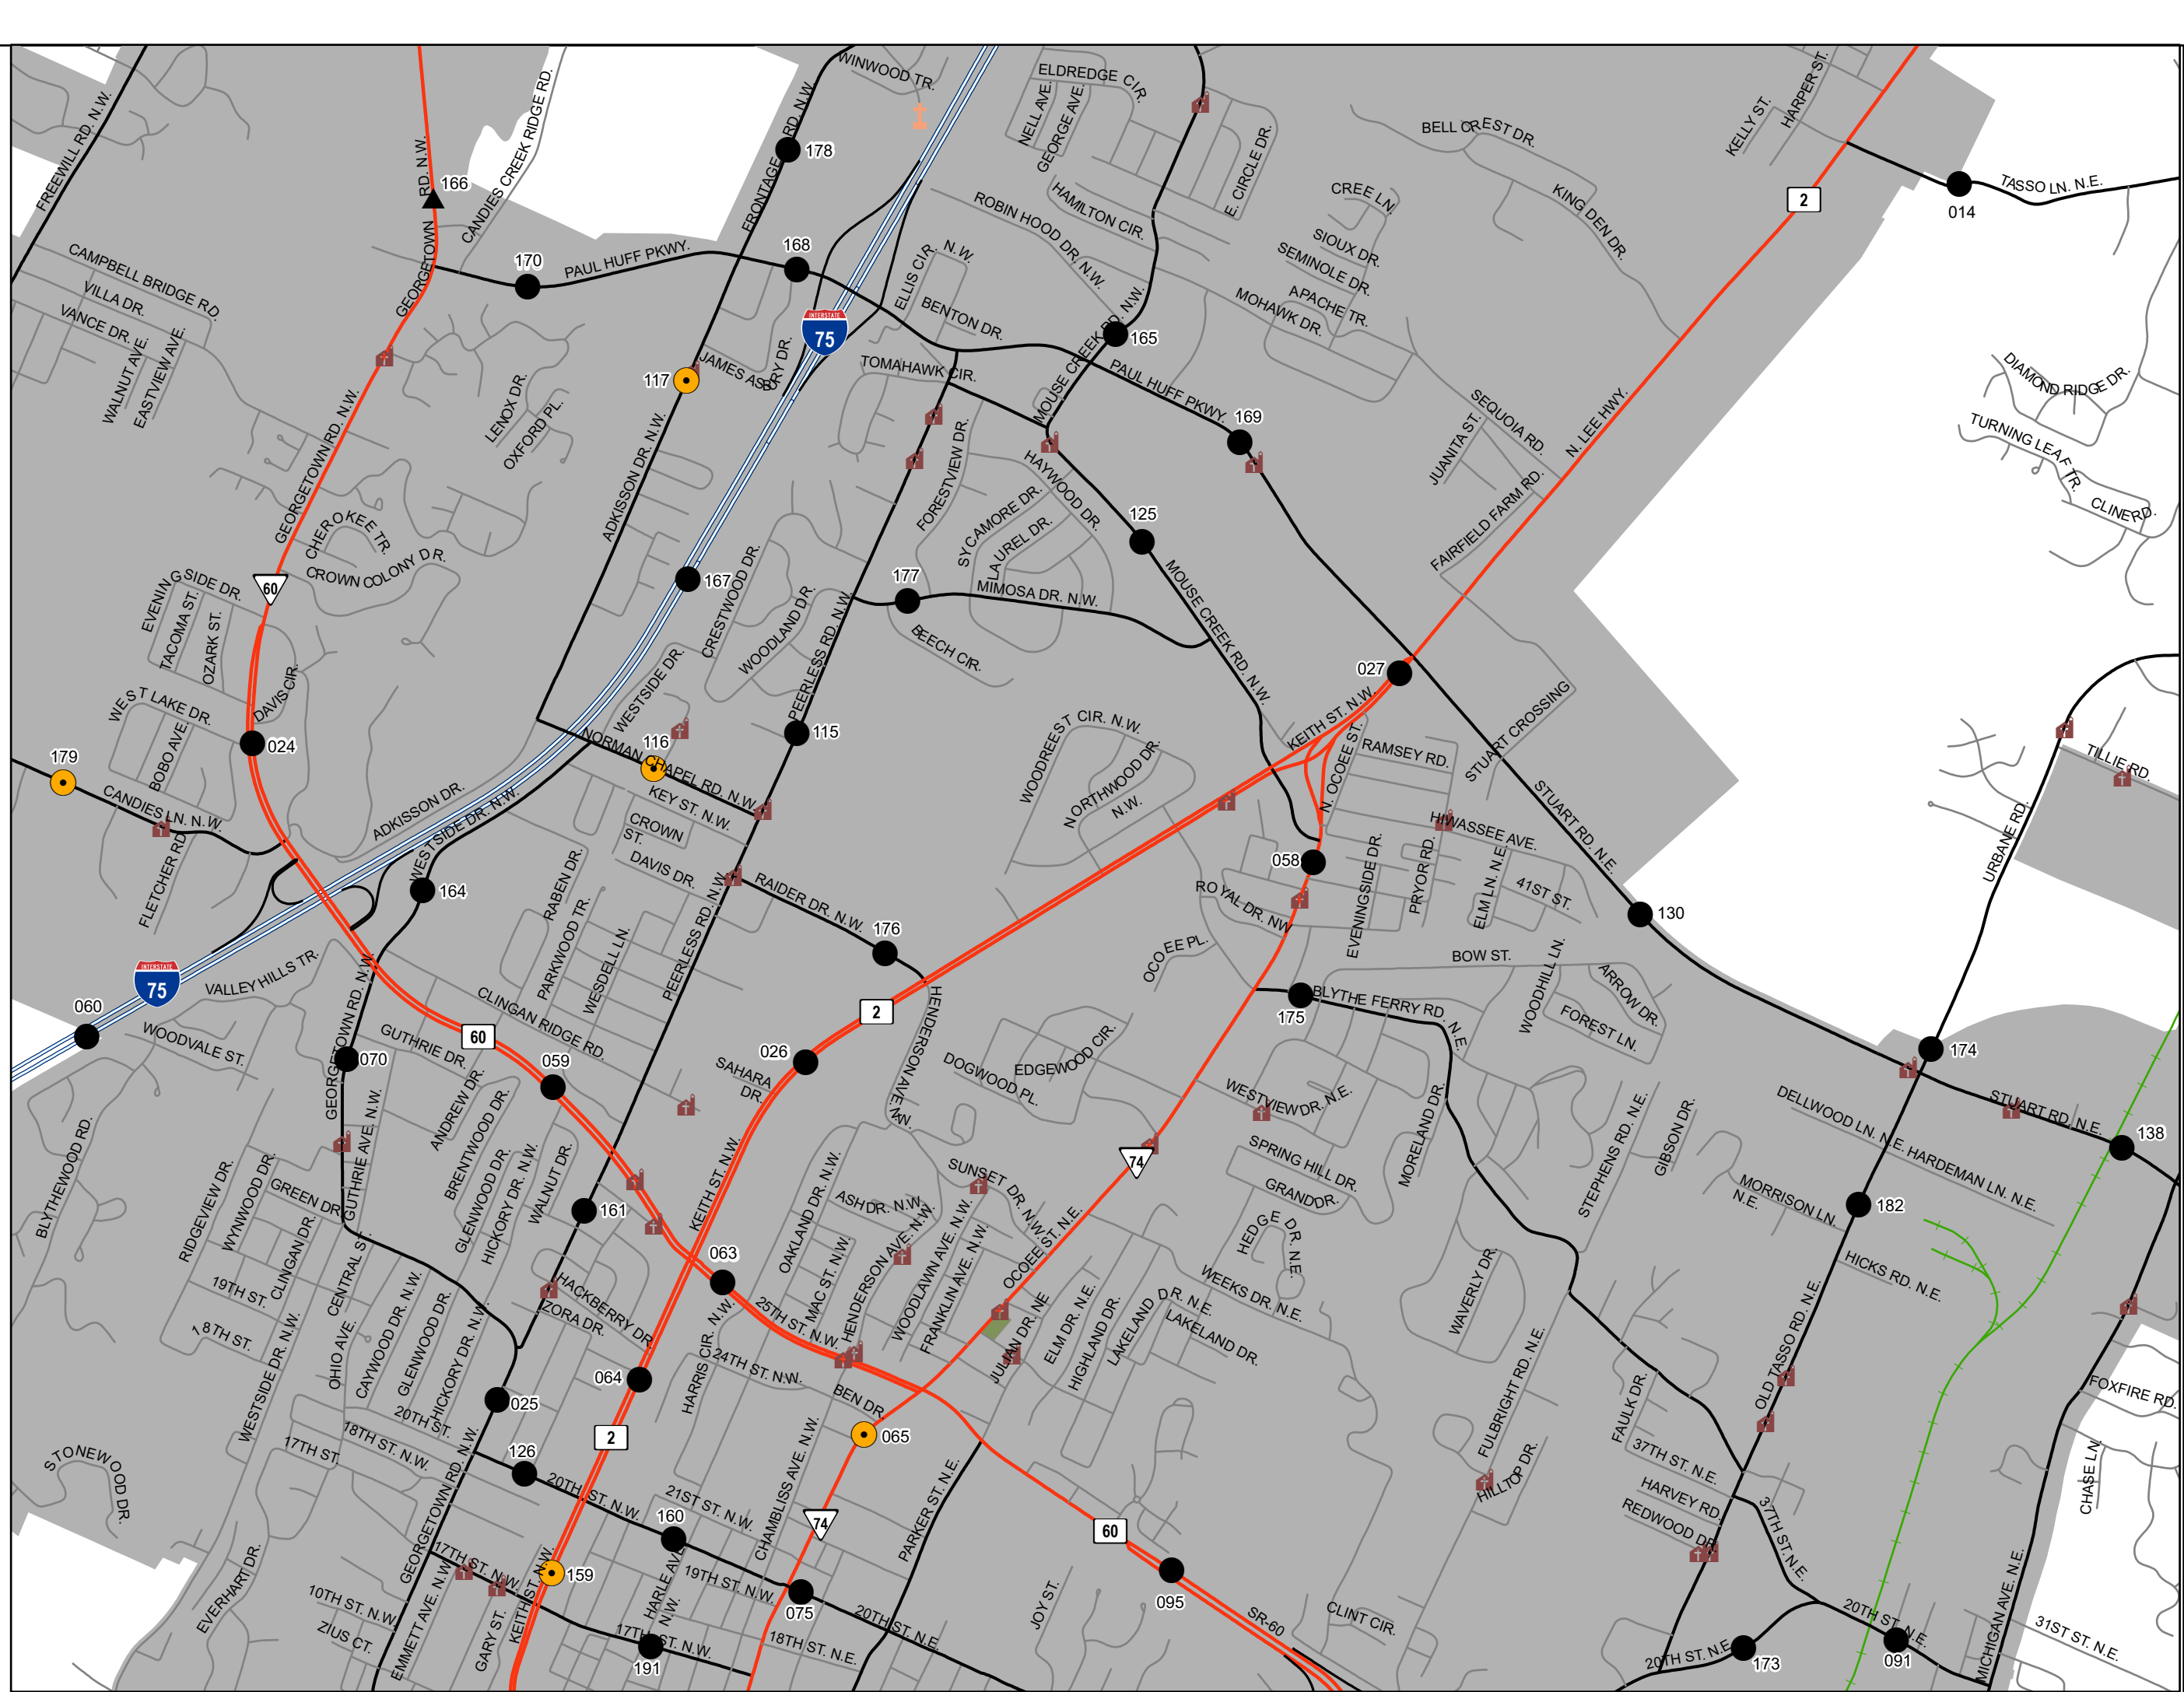 WINWOOD TR.
ELDREDGE CIR.
NELL AVE.
GEORGE AVE.
E. CIRCLE DR.
KELLY ST.
HARPER ST.
FREEWILL RD. N.W.
RD. N.W.
166
CANDIES CREEK RIDGE RD.
FRONTAGE RD. N.W.
178
BELL CREST DR.
KING DEN DR.
2
TASSO LN. N.E.
014
CREE LN.
HAMILTON CIR.
ROBIN HOOD DR. N.W.
SIOUX DR.
SEMINOLE DR.
APACHE TR.
MOHAWK DR.
CAMPBELL BRIDGE RD.
VILLA DR.
VANCE DR.
WALNUT AVE.
EASTVIEW AVE.
GEORGETOWN
170
PAUL HUFF PKWY.
168
ELLIS CIR. N.W.
BENTON DR.
INTERSTATE
75
165
117
JAMES ASBURY DR.
TOMAHAWK CIR.
MOUSE CREEK RD. N.W.
PAUL HUFF PKWY.
169
SEQUOIA RD.
JUANITA ST.
N. LEE HWY.
FAIRFIELD FARM RD.
DIAMOND RIDGE DR.
TURNING LEAF TR.
CLINE RD.
LENOX DR.
OXFORD PL.
GEORGETOWN RD. N.W.
ADKISSON DR. N.W.
FORESTVIEW DR.
HAYWOOD DR.
SYCAMORE DR.
LAUREL DR.
125
CHEROKEE TR.
CROWN COLONY DR.
60
EVENINGSIDE DR.
TACOMA ST.
OZARK ST.
167
CRESTWOOD DR.
WOODLAND DR.
177
MIMOSA DR. N.W.
BEECH CIR.
MOUSE CREEK RD. N.W.
PEERLESS RD. N.W.
WESTSIDE DR.
027
WEST LAKE DR.
DAVIS CIR.
BOBO AVE.
024
179
CANDIES LN. N.W.
FLETCHER RD.
NORMAN CHAPEL RD. N.W.
116
115
KEY ST. N.W.
CROWN
ST.
DAVIS DR.
WOODREEST CIR. N.W.
NORTHWOOD DR.
N.W.
KEITH ST. N.W.
N. OCOEE ST.
RAMSEY RD.
STUART CROSSING
STUART RD. N.E.
TILLIE RD.
URBANE RD.
ADKISSON DR.
WESTSIDE DR. N.W.
164
RABEN DR.
PARKWOOD TR.
WESDELL LN.
PEERLESS RD. N.W.
RAIDER DR. N.W.
176
058
HIWASSEE AVE.
EVENINGSIDE DR.
PRYOR RD.
ELM LN. N.E.
41ST ST.
130
ROYAL DR. NW
OCOEE PL.
BOW ST.
WOODHILL LN.
ARROW DR.
FOREST LN.
INTERSTATE
75
VALLEY HILLS TR.
060
WOODVALE ST.
GEORGETOWN RD. N.W.
070
GUTHRIE DR.
60
CLINGAN RIDGE RD.
059
2
026
SAHARA
DR.
HENDERSON AVE. N.W.
175
BLYTHE FERRY RD. N.E.
174
DOGWOOD PL.
EDGEWOOD CIR.
WESTVIEW DR. N.E.
MORELAND DR.
STEPHENS RD. N.E.
GIBSON DR.
DELLWOOD LN. N.E.
HARDEMAN LN. N.E.
STUART RD. N.E.
138
BLYTHEWOOD RD.
RIDGEVIEW DR.
WYNWOOD DR.
GREEN DR.
GUTHRIE AVE. N.W.
ANDREW DR.
BRENTWOOD DR.
GLENWOOD DR.
HICKORY DR. N.W.
WALNUT DR.
161
KEITH ST. N.W.
74
SPRING HILL DR.
GRAND DR.
MORRISON LN.
N.E.
182
HICKS RD. N.E.
SUNSET DR. N.W.
ASH DR. N.W.
OAKLAND DR. N.W.
MAC ST. N.W.
HENDERSON AVE. N.W.
WOODLAWN AVE. N.W.
FRANKLIN AVE. N.W.
OCOEE ST. N.E.
HEDGE DR. N.E.
WEEKS DR. N.E.
WAVERLY DR.
19TH ST.
18TH ST.
CLINGAN DR.
CENTRAL ST.
OHIO AVE.
CAYWOOD DR. N.W.
GLENWOOD DR.
HICKORY DR. N.W.
WESTSIDE DR. N.W.
HACKBERRY DR.
ZORA DR.
063
25TH ST. N.W.
064
HARRIS CIR. N.W.
24TH ST. N.W.
BEN DR.
JULIAN DR. NE
ELM DR. N.E.
HIGHLAND DR.
LAKELAND DR. N.E.
LAKELAND DR.
FULBRIGHT RD. N.E.
FAULK DR.
OLD TASSO RD. N.E.
FOXFIRE RD.
CHASE LN.
025
20TH ST.
18TH ST. N.W.
17TH ST.
STONEWOOD DR.
126
20TH ST. N.W.
2
065
21ST ST. N.W.
CHAMBLISS AVE. N.W.
74
PARKER ST. N.E.
60
HILLTOP DR.
37TH ST. N.E.
HARVEY RD.
REDWOOD DR.
37TH ST. N.E.
EVERHART DR.
GEORGETOWN RD. N.W.
17TH ST. N.W.
159
160
HARLE AVE.
N.W.
19TH ST. N.W.
075
095
10TH ST. N.W.
ZIUS CT.
EMMETT AVE. N.W.
GARY ST.
KEITH ST. N.W.
17TH ST. N.W.
191
18TH ST. N.E.
20TH ST. N.E.
JOY ST.
SR-60
CLINT CIR.
20TH ST. N.E.
173
20TH ST. N.E.
091
MICHIGAN AVE. N.E.
31ST ST. N.E.